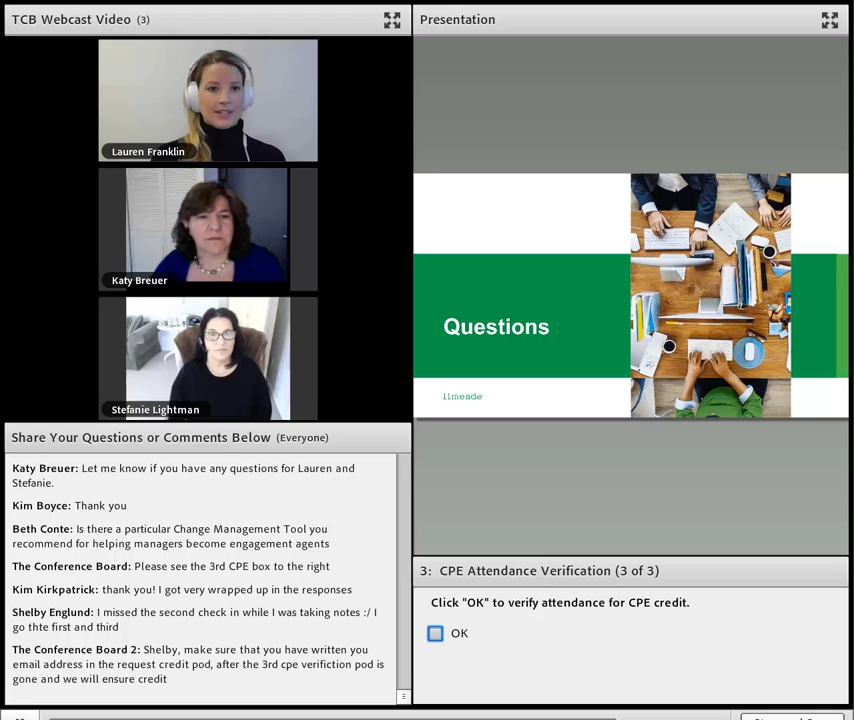 TCB Webcast Video (3)
Lauren Franklin
Katy Breuer
Stefanie Lightman
Share Your Questions or Comments Below (Everyone)
Katy Breuer: Let me know if you have any questions for Lauren and
Stefanie.
Kim Boyce: Thank you
Beth Conte: Is there a particular Change Management Tool you
recommend for helping managers become engagement agents
The Conference Board: Please see the 3rd CPE box to the right
Kim Kirkpatrick: thank you! I got very wrapped up in the responses
Shelby Englund: I missed the second check in while I was taking notes :/ I
go thte first and third
The Conference Board 2: Shelby, make sure that you have written you
email address in the request credit pod, after the 3rd cpe verifiction pod is
gone and we will ensure credit
Presentation
Questions
limeade
3: CPE Attendance Verification (3 of 3)
Click "OK" to verify attendance for CPE credit.
OK